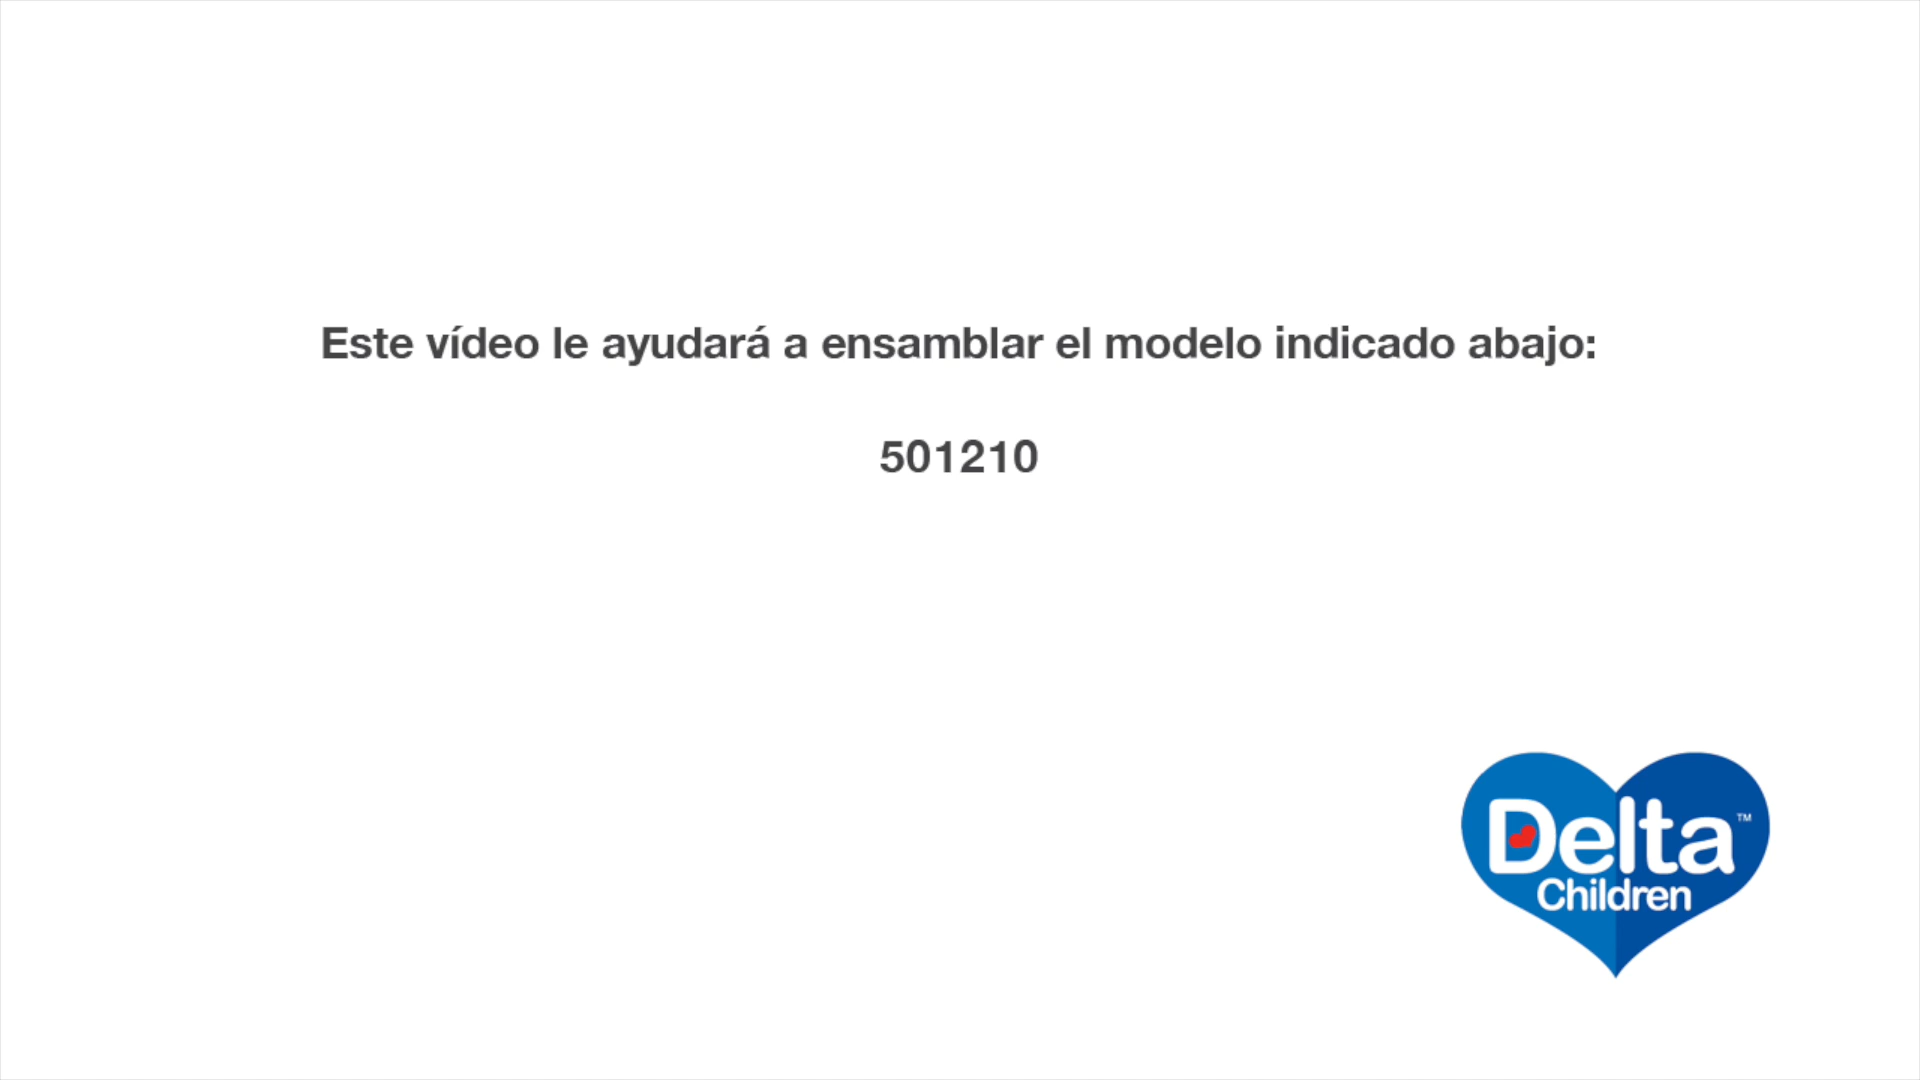 Este vídeo le ayudará a ensamblar el modelo indicado abajo:
501210
Delta™
Children